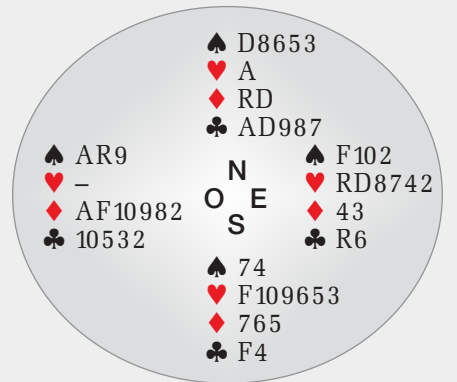 ♠ D8653
♥ A
♦ RD
♣ AD987
♠ AR9
♥ –
♦ AF10982
♣ 10532
N
O E
S
♠ F102
♥ RD8742
♦ 43
♣ R6
♠ 74
♥ F109653
♦ 765
♣ F4